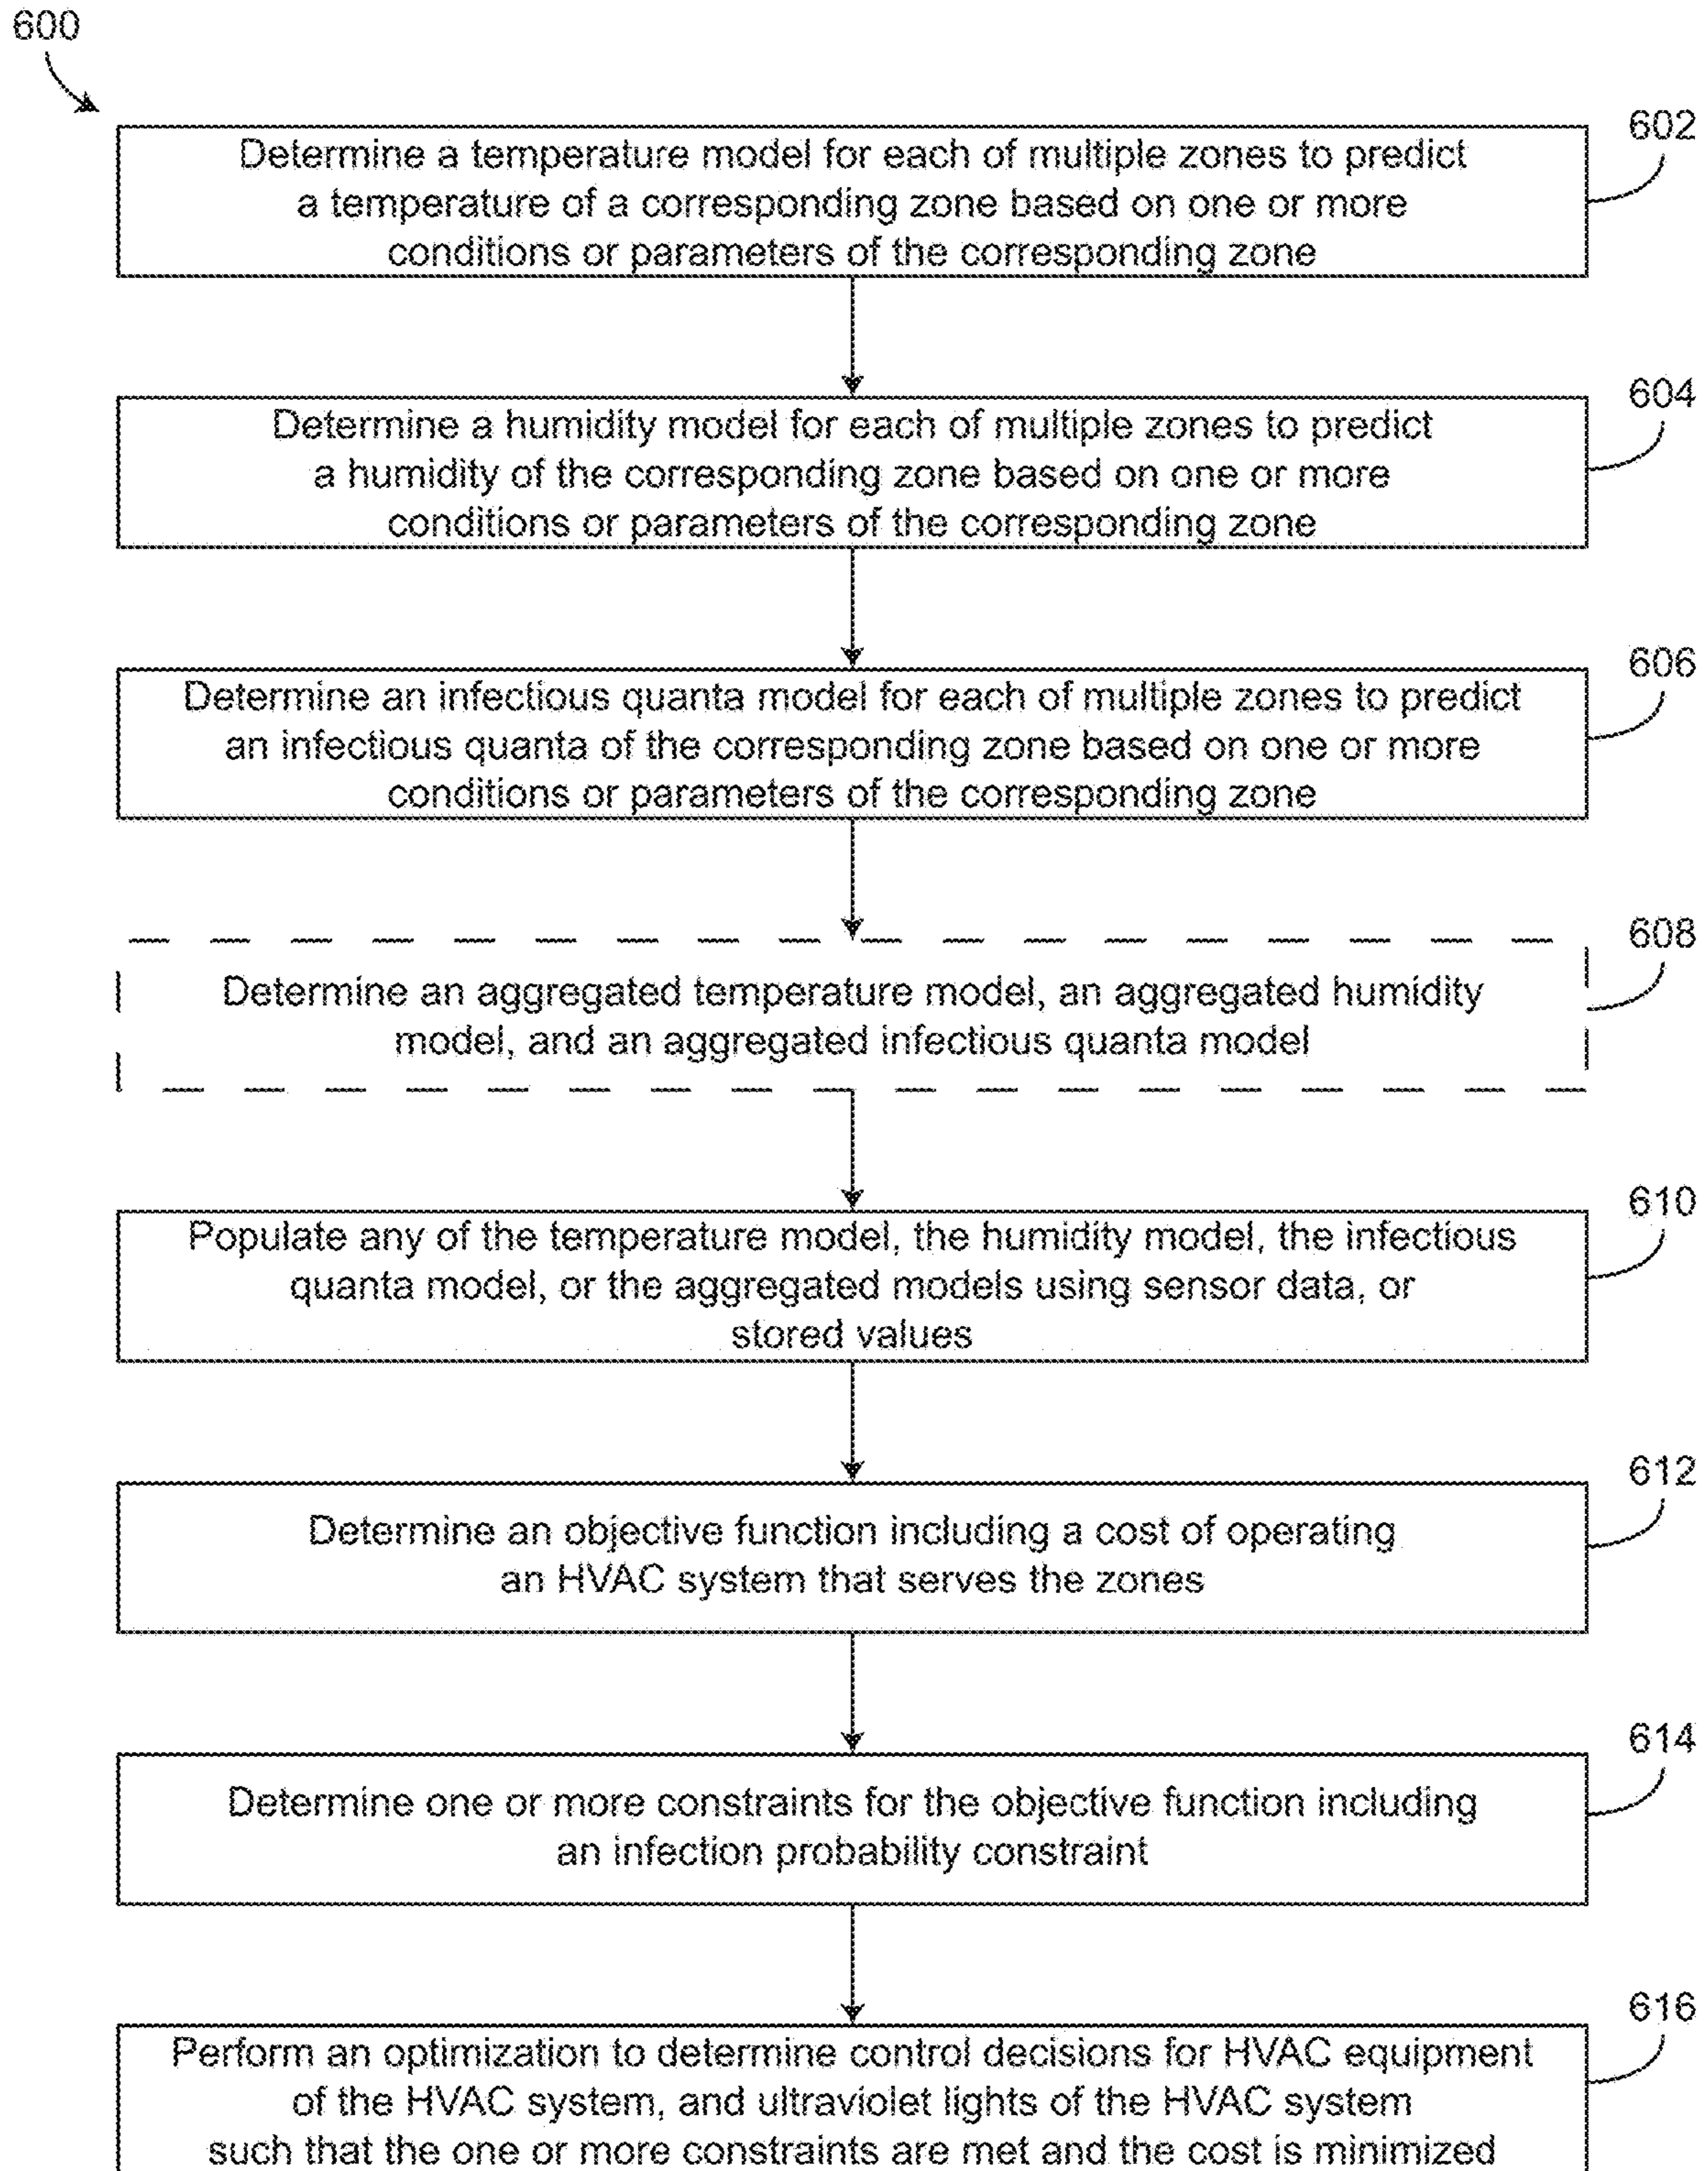 600
602
Determine a temperature model for each of multiple zones to predict
a temperature of a corresponding zone based on one or more
conditions or parameters of the corresponding zone
604
Determine a humidity model for each of multiple zones to predict
a humidity of the corresponding zone based on one or more
conditions or parameters of the corresponding zone
606
Determine an infectious quanta model for each of multiple zones to predict
an infectious quanta of the corresponding zone based on one or more
conditions or parameters of the corresponding zone
608
Determine an aggregated temperature model, an aggregated humidity
model, and an aggregated infectious quanta model
610
Populate any of the temperature model, the humidity model, the infectious
quanta model, or the aggregated models using sensor data, or
stored values
612
Determine an objective function including a cost of operating
an HVAC system that serves the zones
614
Determine one or more constraints for the objective function including
an infection probability constraint
616
Perform an optimization to determine control decisions for HVAC equipment
of the HVAC system, and ultraviolet lights of the HVAC system
such that the one or more constraints are met and the cost is minimized